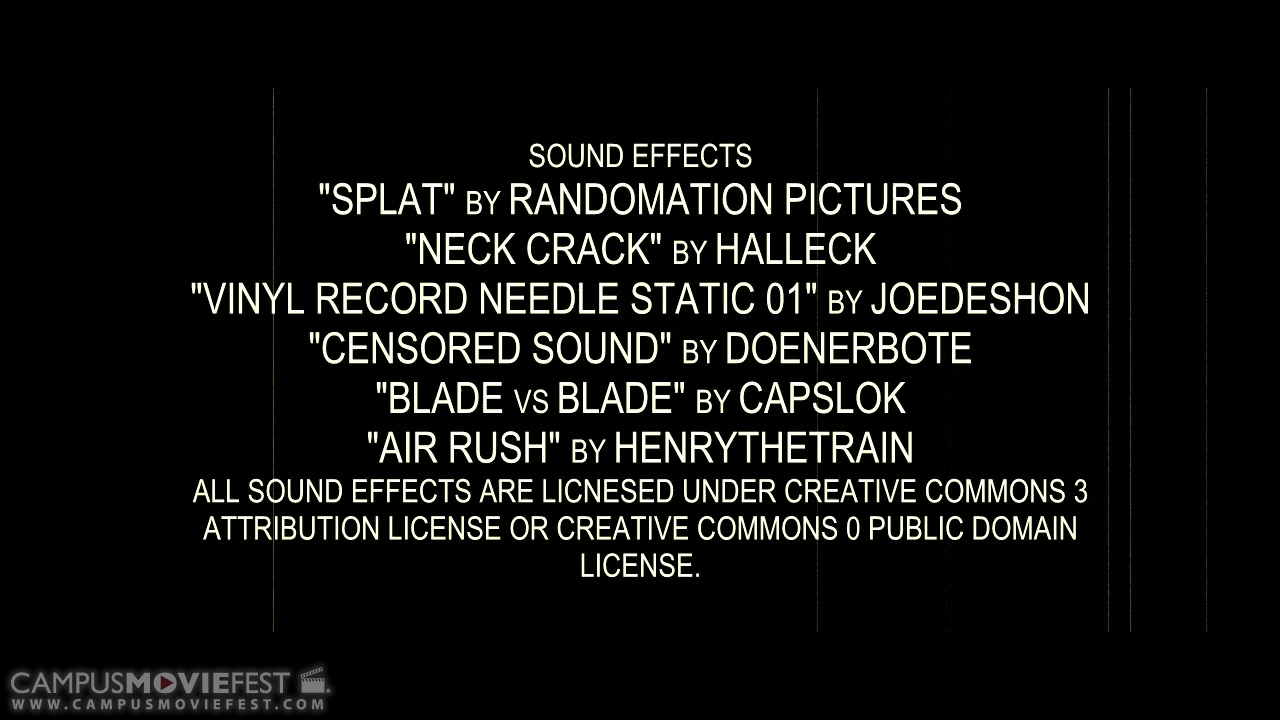 SOUND EFFECTS
"SPLAT" BY RANDOMATION PICTURES
"NECK CRACK" BY HALLECK
"VINYL RECORD NEEDLE STATIC 01" BY JOEDESHON
"CENSORED SOUND" BY DOENERBOTE
"BLADE VS BLADE" BY CAPSLOK
"AIR RUSH" BY HENRYTHETRAIN
ALL SOUND EFFECTS ARE LICNESED UNDER CREATIVE COMMONS 3
ATTRIBUTION LICENSE OR CREATIVE COMMONS 0 PUBLIC DOMAIN
LICENSE.
CAMPUSMOVIEFEST
WWW.CAMPUSMOVIEFEST.COM